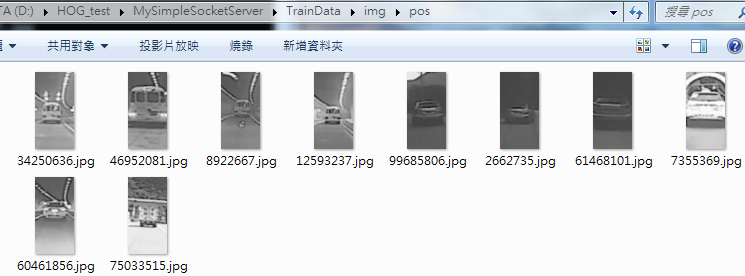 TA (D:) ▸ HOG_test ▸ MySimpleSocketServer ▸ TrainData ▸ img ▸ pos
搜尋 pos
共用對象 投影片放映 燒錄 新增資料夾
34250636.jpg 46952081.jpg 8922667.jpg 12593237.jpg 99685806.jpg 2662735.jpg 61468101.jpg 7355369.jpg
60461856.jpg 75033515.jpg